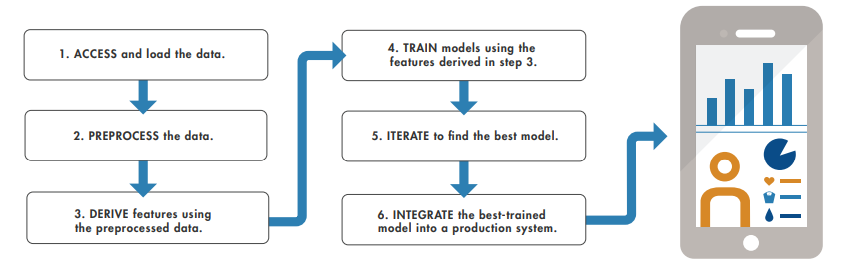 1. ACCESS and load the data.
2. PREPROCESS the data.
3. DERIVE features using
the preprocessed data.
4. TRAIN models using the
features derived in step 3.
5. ITERATE to find the best model.
6. INTEGRATE the best-trained
model into a production system.